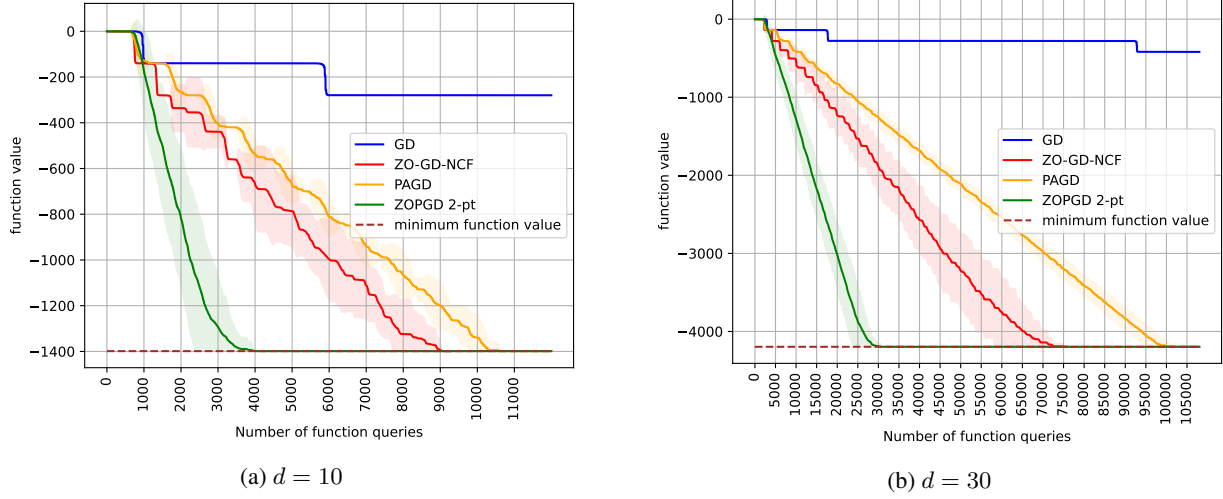 0
−200
−400
−600
−800
−1000
−1200
−1400
function value
GD
ZO-GD-NCF
PAGD
ZOPGD 2-pt
minimum function value
0
1000
2000
3000
4000
5000
6000
7000
8000
9000
10000
11000
Number of function queries
(a) d = 10
0
−1000
−2000
−3000
−4000
function value
GD
ZO-GD-NCF
PAGD
ZOPGD 2-pt
minimum function value
0
5000
10000
15000
20000
25000
30000
35000
40000
45000
50000
55000
60000
65000
70000
75000
80000
85000
90000
95000
100000
105000
Number of function queries
(b) d = 30